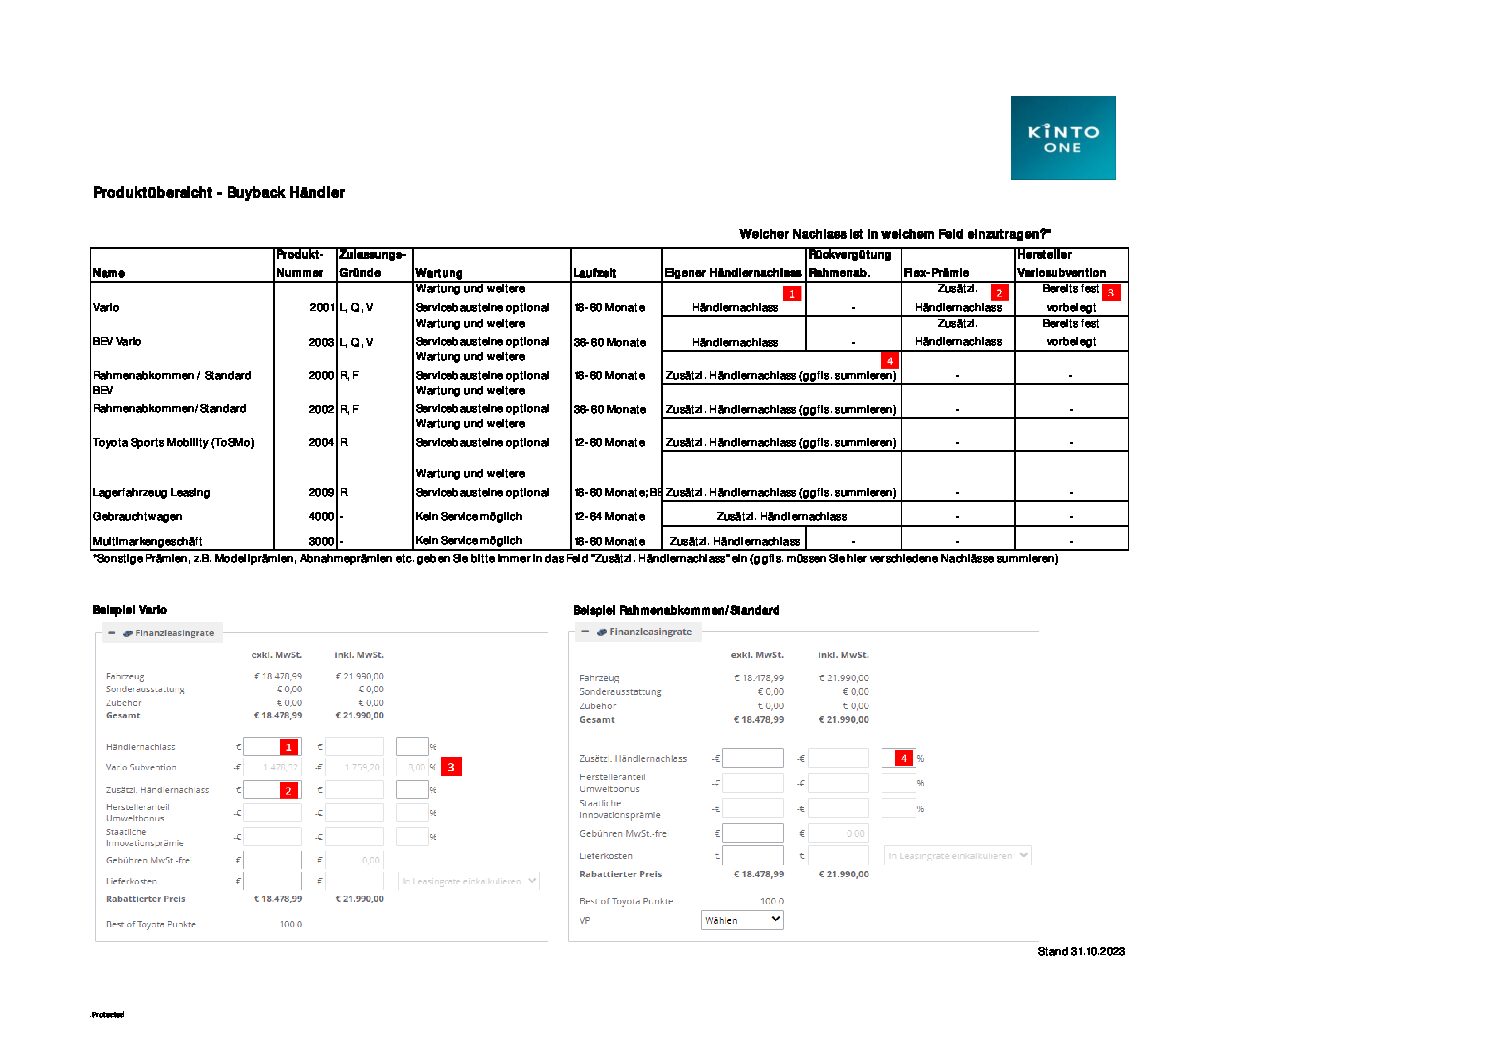 KINTO
ONE
Produktübersicht - Buyback Händler
Welcher Nachlass ist in welchem Feld einzutragen?*
Name Produkt-Nummer Zulassungs-Gründe Wartung Laufzeit Eigener Händlernachlass Rückvergütung Rahmenab. Flex-Prämie Hersteller Variosubvention
Vario 2001 L, Q, V Wartung und weitere Servicebausteine optional 18-60 Monate Händlernachlass 1 - Zusätzl. Händlernachlass 2 Bereits fest vorbelegt 3
BEV Vario 2003 L, Q, V Wartung und weitere Servicebausteine optional 36-60 Monate Händlernachlass - Zusätzl. Händlernachlass Bereits fest vorbelegt
Rahmenabkommen / Standard 2000 R, F Wartung und weitere Servicebausteine optional 18-60 Monate Zusätzl. Händlernachlass (ggfls. summieren) 4 - -
BEV Rahmenabkommen/Standard 2002 R, F Wartung und weitere Servicebausteine optional 36-60 Monate Zusätzl. Händlernachlass (ggfls. summieren) - -
Toyota Sports Mobility (ToSMo) 2004 R Wartung und weitere Servicebausteine optional 12-60 Monate Zusätzl. Händlernachlass (ggfls. summieren) - -
Lagerfahrzeug Leasing 2009 R Wartung und weitere Servicebausteine optional 18-60 Monate; BE Zusätzl. Händlernachlass (ggfls. summieren) - -
Gebrauchtwagen 4000 - Kein Service möglich 12-64 Monate Zusätzl. Händlernachlass - -
Multimarkengeschäft 3000 - Kein Service möglich 18-60 Monate Zusätzl. Händlernachlass - - -
*Sonstige Prämien, z.B. Modellprämien, Abnahmeprämien etc. geben Sie bitte immer in das Feld "Zusätzl. Händlernachlass" ein (ggfls. müssen Sie hier verschiedene Nachlässe summieren)
Beispiel Vario
Finanzleasingrate
exkl. MwSt. inkl. MwSt.
Fahrzeug € 18.478,99 € 21.990,00
Sonderausstattung € 0,00 € 0,00
Zubehör € 0,00 € 0,00
Gesamt € 18.478,99 € 21.990,00
Händlernachlass -€ 1 € %
Vario Subvention -€ 1.478,32 -€ 1.759,20 8,00 % 3
Zusätzl. Händlernachlass € 2 € %
Herstelleranteil Umweltbonus -€ -€ %
Staatliche Innovationsprämie -€ -€ %
Gebühren MwSt.-frei € € 0,00
Lieferkosten € € In Leasingrate einkalkulieren
Rabattierter Preis € 18.478,99 € 21.990,00
Best of Toyota Punkte 100.0
Beispiel Rahmenabkommen/Standard
Finanzleasingrate
exkl. MwSt. inkl. MwSt.
Fahrzeug € 18.478,99 € 21.990,00
Sonderausstattung € 0,00 € 0,00
Zubehör € 0,00 € 0,00
Gesamt € 18.478,99 € 21.990,00
Zusätzl. Händlernachlass -€ -€ 4 %
Herstelleranteil Umweltbonus -€ -€ %
Staatliche Innovationsprämie -€ -€ %
Gebühren MwSt.-frei € € 0,00
Lieferkosten € € In Leasingrate einkalkulieren
Rabattierter Preis € 18.478,99 € 21.990,00
Best of Toyota Punkte 100.0
VP Wählen
Stand 31.10.2023
Protected